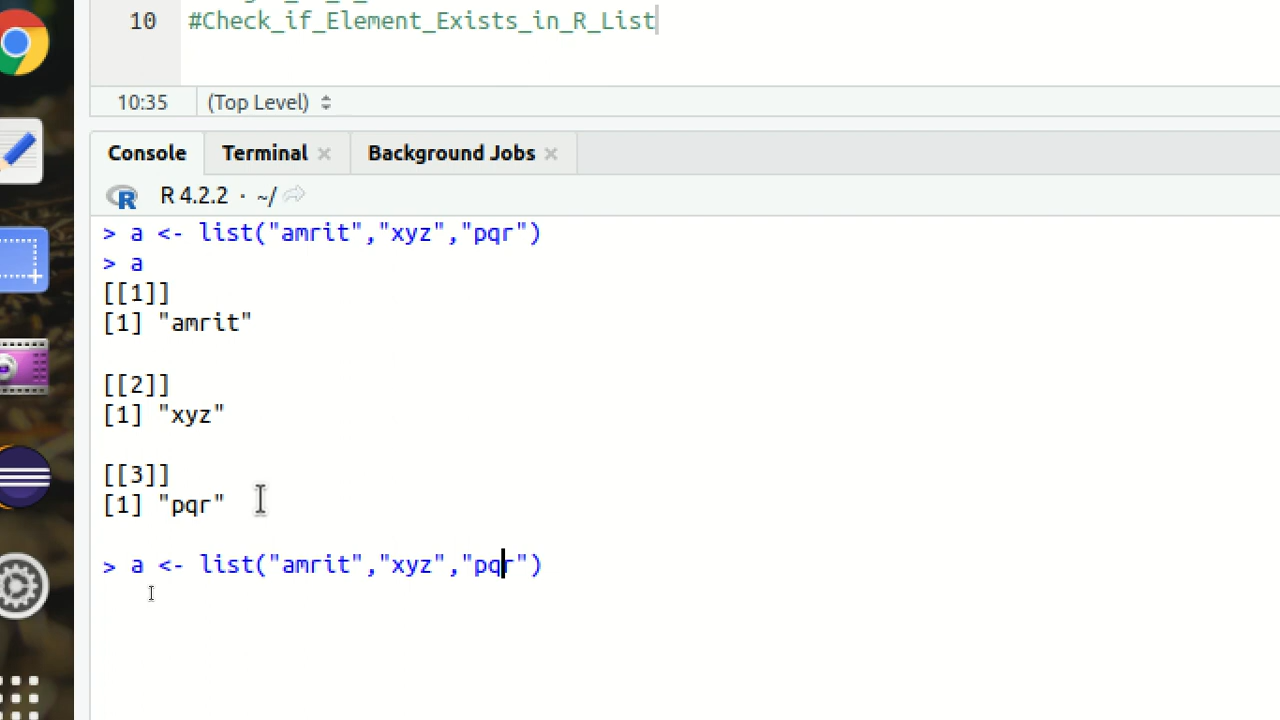 10 #Check_if_Element_Exists_in_R_List
10:35 (Top Level)
Console Terminal Background Jobs
R 4.2.2 · ~/
> a <- list("amrit","xyz","pqr")
> a
[[1]]
[1] "amrit"
[[2]]
[1] "xyz"
[[3]]
[1] "pqr"
> a <- list("amrit","xyz","pqr")